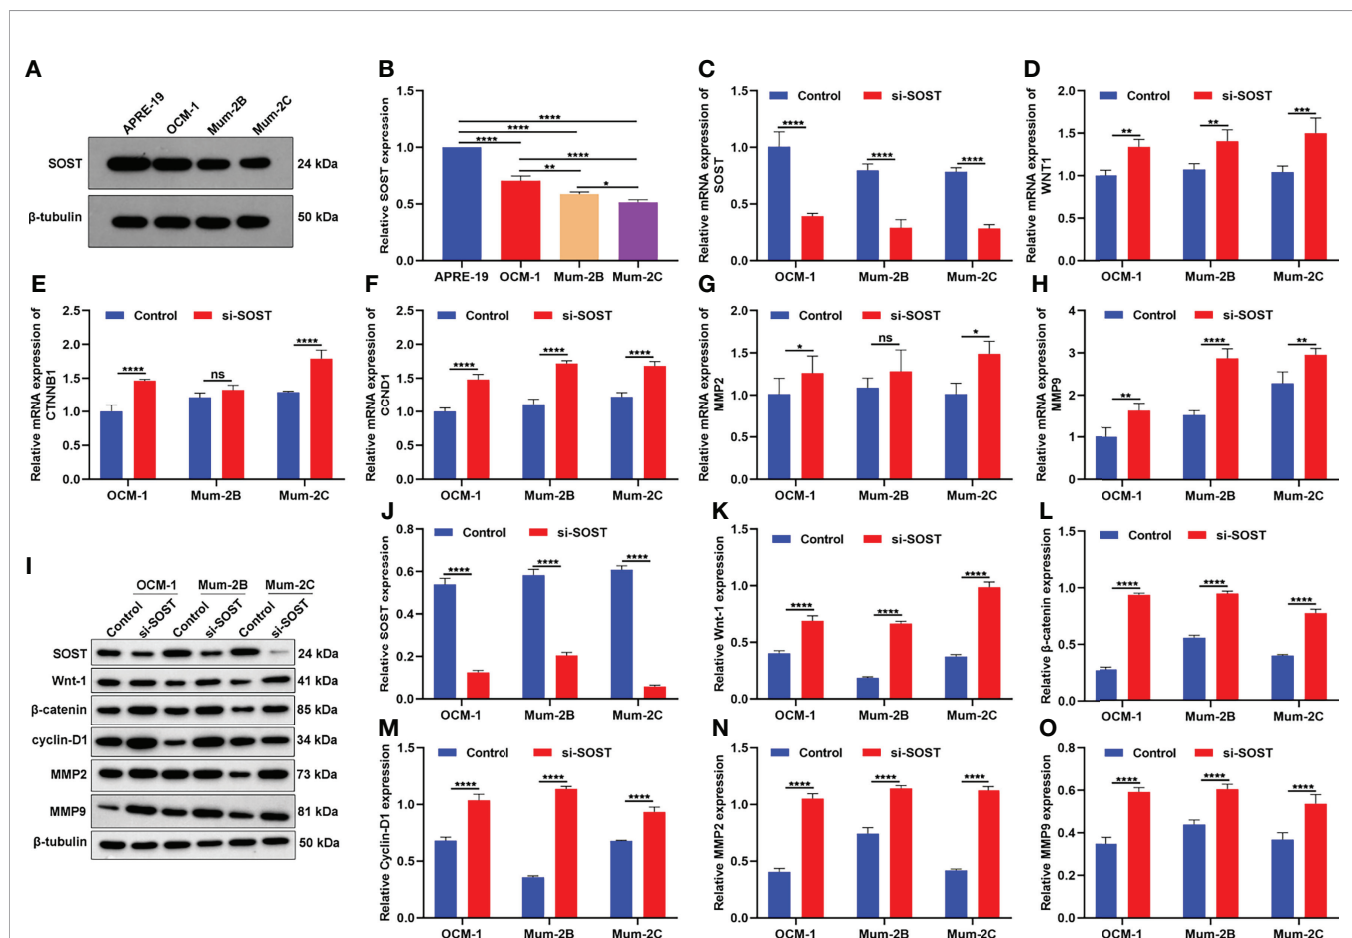 A
APRE-19
OCM-1
Mum-2B
Mum-2C
SOST
24 kDa
β-tubulin
50 kDa
B
Relative SOST expression
1.5
1.0
0.5
0.0
****
****
****
****
**
*
APRE-19 OCM-1 Mum-2B Mum-2C
C
Relative mRNA expression of
SOST
Control si-SOST
1.5
1.0
0.5
0.0
**** **** ****
OCM-1 Mum-2B Mum-2C
D
Relative mRNA expression of
WNT1
Control si-SOST
2.0
1.5
1.0
0.5
0.0
** ** ***
OCM-1 Mum-2B Mum-2C
E
Relative mRNA expression of
CTNNB1
Control si-SOST
2.5
2.0
1.5
1.0
0.5
0.0
**** ns ****
OCM-1 Mum-2B Mum-2C
F
Relative mRNA expression of
CCND1
Control si-SOST
2.5
2.0
1.5
1.0
0.5
0.0
**** **** ****
OCM-1 Mum-2B Mum-2C
G
Relative mRNA expression of
MMP2
Control si-SOST
2.0
1.5
1.0
0.5
0.0
* ns *
OCM-1 Mum-2B Mum-2C
H
Relative mRNA expression of
MMP9
Control si-SOST
4
3
2
1
0
** **** **
OCM-1 Mum-2B Mum-2C
I
OCM-1 Mum-2B Mum-2C
Control si-SOST Control si-SOST Control si-SOST
SOST 24 kDa
Wnt-1 41 kDa
β-catenin 85 kDa
cyclin-D1 34 kDa
MMP2 73 kDa
MMP9 81 kDa
β-tubulin 50 kDa
J
Relative SOST expression
Control si-SOST
0.8
0.6
0.4
0.2
0.0
**** **** ****
OCM-1 Mum-2B Mum-2C
K
Relative Wnt-1 expression
Control si-SOST
1.5
1.0
0.5
0.0
**** **** ****
OCM-1 Mum-2B Mum-2C
L
Relative β-catenin expression
Control si-SOST
1.5
1.0
0.5
0.0
**** **** ****
OCM-1 Mum-2B Mum-2C
M
Relative Cyclin-D1 expression
Control si-SOST
1.5
1.0
0.5
0.0
**** **** ****
OCM-1 Mum-2B Mum-2C
N
Relative MMP2 expression
Control si-SOST
1.5
1.0
0.5
0.0
**** **** ****
OCM-1 Mum-2B Mum-2C
O
Relative MMP9 expression
Control si-SOST
0.9
0.6
0.4
0.2
0.0
**** **** ****
OCM-1 Mum-2B Mum-2C